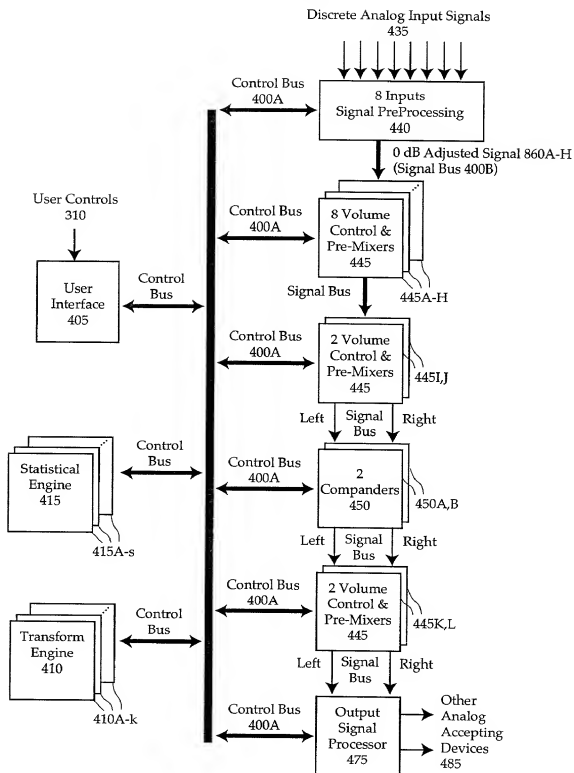 Discrete Analog Input Signals
435
Control Bus
400A
8 Inputs
Signal PreProcessing
440
0 dB Adjusted Signal 860A-H
(Signal Bus 400B)
User Controls
310
Control Bus
400A
8 Volume
Control &
Pre-Mixers
445
445A-H
User
Interface
405
Control
Bus
Signal Bus
Control Bus
400A
2 Volume
Control &
Pre-Mixers
445
445I,J
Left
Signal
Bus
Right
Statistical
Engine
415
415A-s
Control
Bus
Control Bus
400A
2
Companders
450
450A,B
Left
Signal
Bus
Right
Transform
Engine
410
410A-k
Control
Bus
Control Bus
400A
2 Volume
Control &
Pre-Mixers
445
445K,L
Left
Signal
Bus
Right
Control Bus
400A
Output
Signal
Processor
475
Other
Analog
Accepting
Devices
485